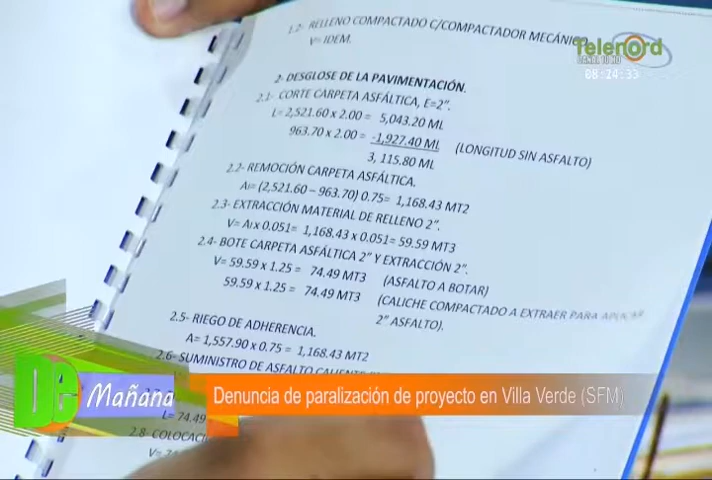 1.2- RELLENO COMPACTADO C/COMPACTADOR MECÁNICO
V= IDEM.
Telenord
CANAL 10 HD
08:24:33
2- DESGLOSE DE LA PAVIMENTACIÓN.
2.1- CORTE CARPETA ASFÁLTICA, E=2".
L= 2,521.60 x 2.00 = 5,043.20 ML
963.70 x 2.00 = -1,927.40 ML (LONGITUD SIN ASFALTO)
3, 115.80 ML
2.2- REMOCIÓN CARPETA ASFÁLTICA.
A= (2,521.60 – 963.70) 0.75= 1,168.43 MT2
2.3- EXTRACCIÓN MATERIAL DE RELLENO 2".
V= A x 0.051= 1,168.43 x 0.051= 59.59 MT3
2.4- BOTE CARPETA ASFÁLTICA 2" Y EXTRACCIÓN 2".
V= 59.59 x 1.25 = 74.49 MT3 (ASFALTO A BOTAR)
59.59 x 1.25 = 74.49 MT3 (CALICHE COMPACTADO A EXTRAER PARA APLICAR
2" ASFALTO).
2.5- RIEGO DE ADHERENCIA.
A= 1,557.90 x 0.75 = 1,168.43 MT2
2.6- SUMINISTRO DE ASFALTO CALIENTE
De Mañana
Denuncia de paralización de proyecto en Villa Verde (SFM)
L= 74.49
2.8- COLOCAC
V= 7